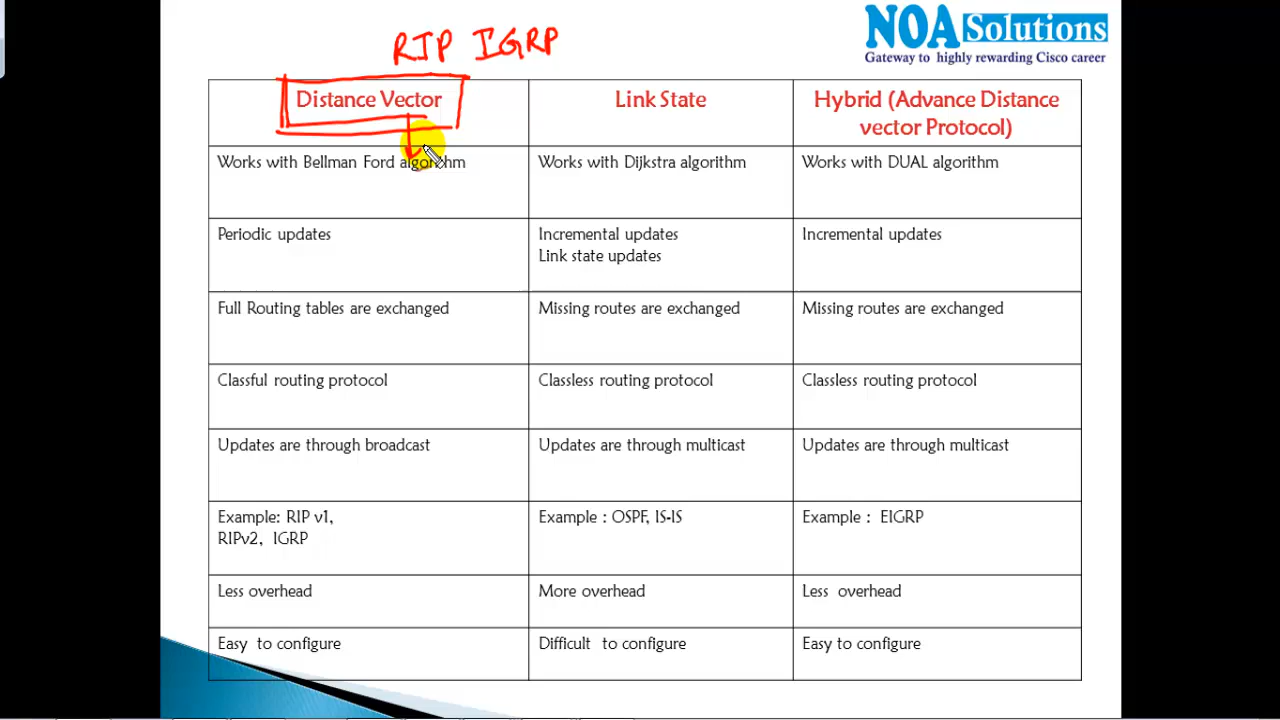 NOA Solutions
Gateway to highly rewarding Cisco career
RIP IGRP
Distance Vector
Link State
Hybrid (Advance Distance
vector Protocol)
Works with Bellman Ford algorithm
Works with Dijkstra algorithm
Works with DUAL algorithm
Periodic updates
Incremental updates
Link state updates
Incremental updates
Full Routing tables are exchanged
Missing routes are exchanged
Missing routes are exchanged
Classful routing protocol
Classless routing protocol
Classless routing protocol
Updates are through broadcast
Updates are through multicast
Updates are through multicast
Example: RIP v1,
RIPv2, IGRP
Example : OSPF, IS-IS
Example : EIGRP
Less overhead
More overhead
Less overhead
Easy to configure
Difficult to configure
Easy to configure